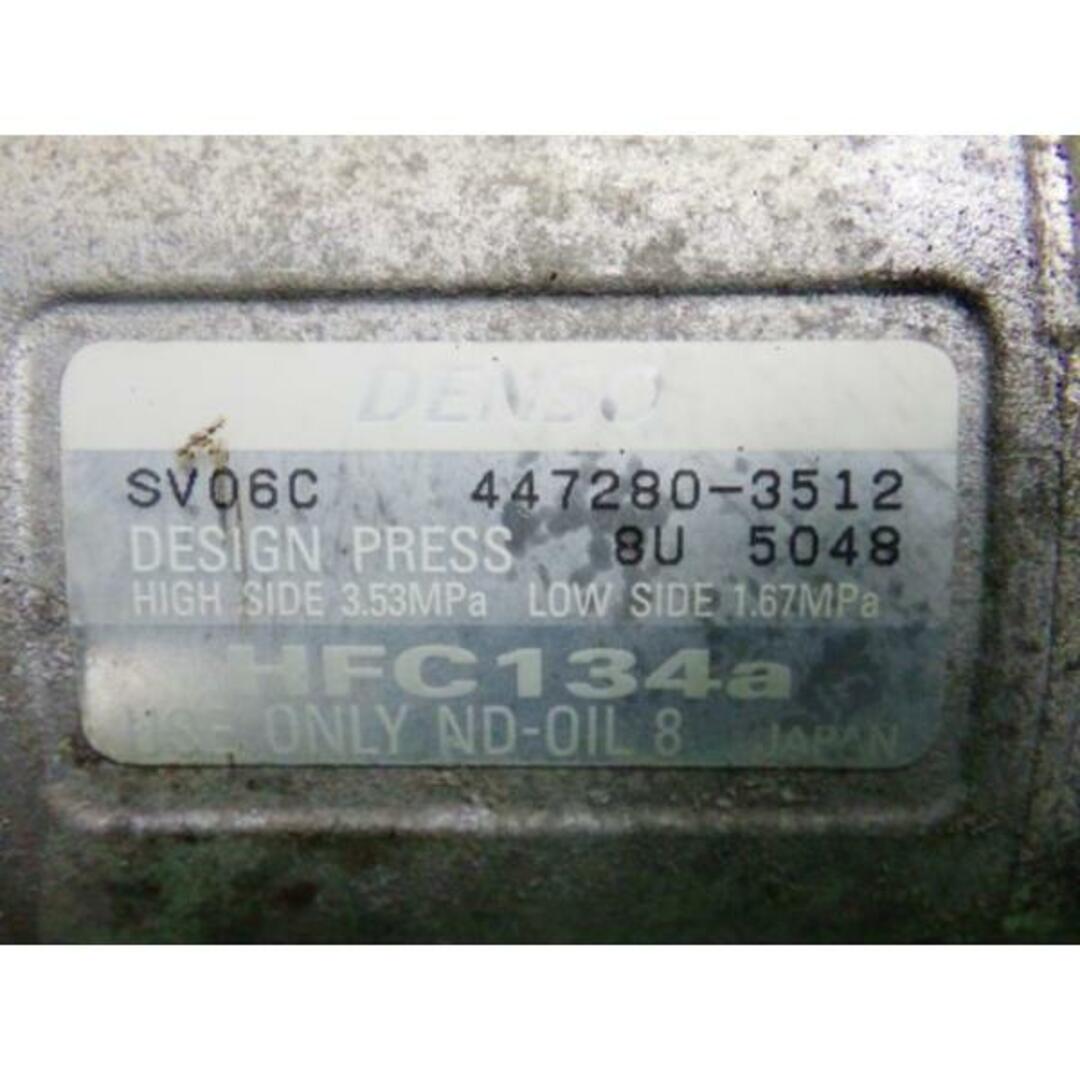 DENSO
SV06C 447280-3512
DESIGN PRESS 8U 5048
HIGH SIDE 3.53MPa LOW SIDE 1.67MPa
HFC134a
USE ONLY ND-OIL 8 JAPAN